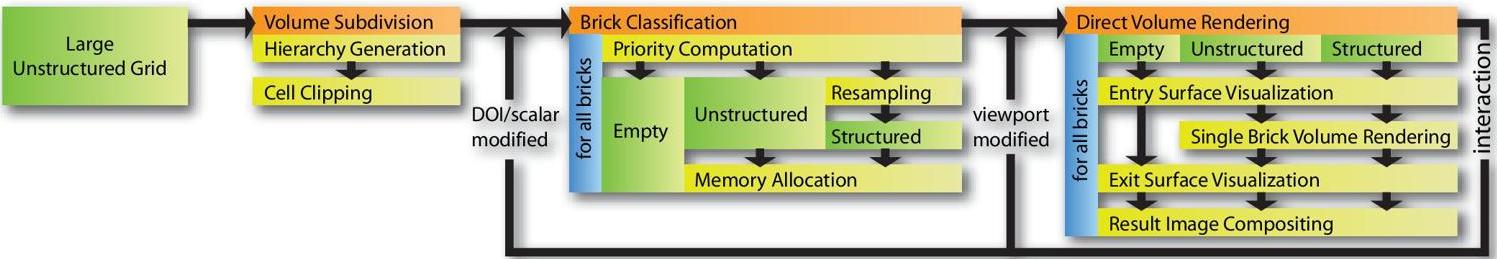 Large
Unstructured Grid
Volume Subdivision
Hierarchy Generation
Cell Clipping
DOI/scalar
modified
Brick Classification
for all bricks
Priority Computation
Empty
Unstructured
Resampling
Structured
Memory Allocation
viewport
modified
Direct Volume Rendering
for all bricks
Empty Unstructured Structured
Entry Surface Visualization
Single Brick Volume Rendering
Exit Surface Visualization
Result Image Compositing
interaction